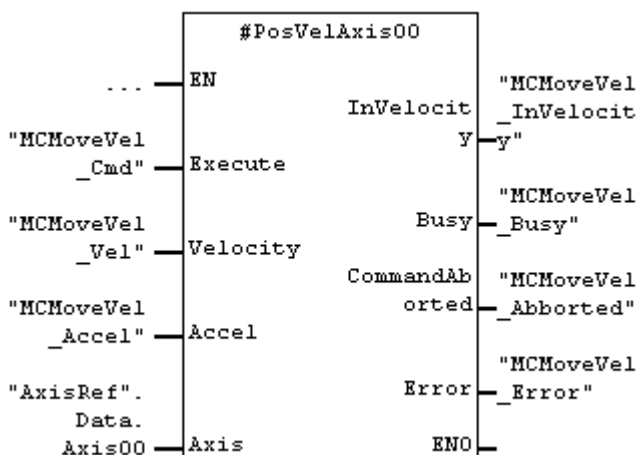 #PosVelAxis00
... EN
"MCMoveVel
InVelocit _InVelocit
"MCMoveVel y y"
_Cmd" Execute
"MCMoveVel
"MCMoveVel Busy _Busy"
_Vel" Velocity
CommandAb "MCMoveVel
"MCMoveVel orted _Abborted"
_Accel" Accel
"MCMoveVel
"AxisRef". Error _Error"
Data.
Axis00 Axis ENO